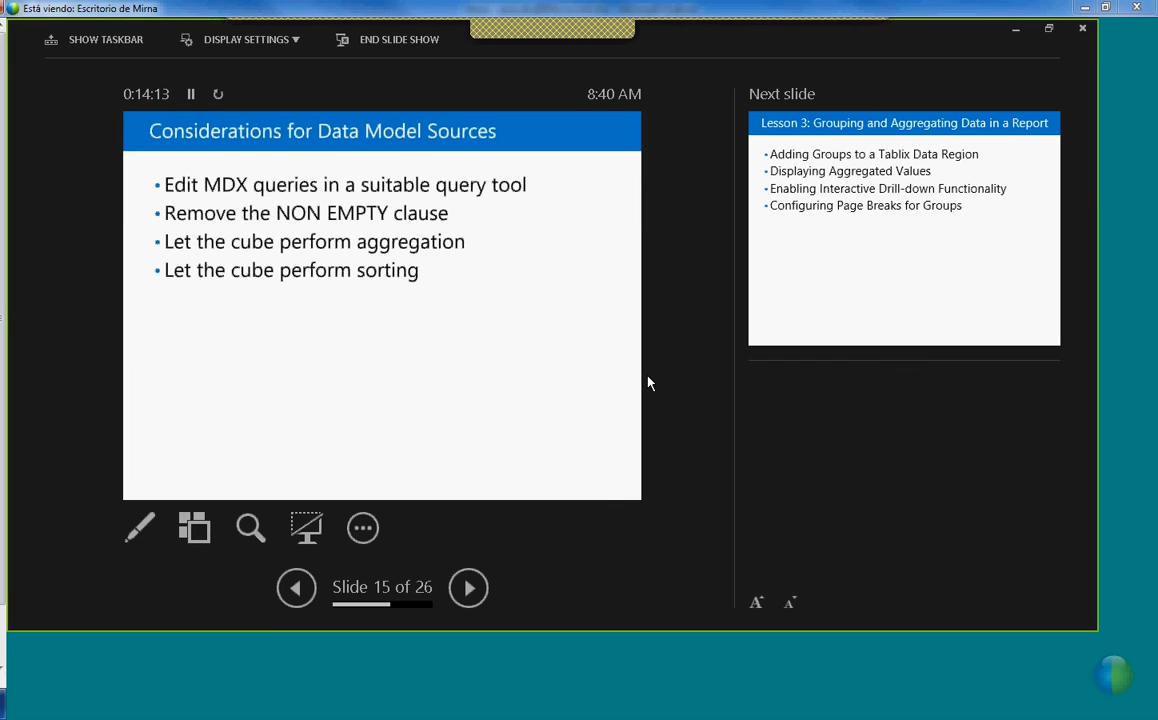 Está viendo: Escritorio de Mirna
SHOW TASKBAR
DISPLAY SETTINGS
END SLIDE SHOW
0:14:13
8:40 AM
Considerations for Data Model Sources
• Edit MDX queries in a suitable query tool
• Remove the NON EMPTY clause
• Let the cube perform aggregation
• Let the cube perform sorting
Slide 15 of 26
Next slide
Lesson 3: Grouping and Aggregating Data in a Report
• Adding Groups to a Tablix Data Region
• Displaying Aggregated Values
• Enabling Interactive Drill-down Functionality
• Configuring Page Breaks for Groups
A A